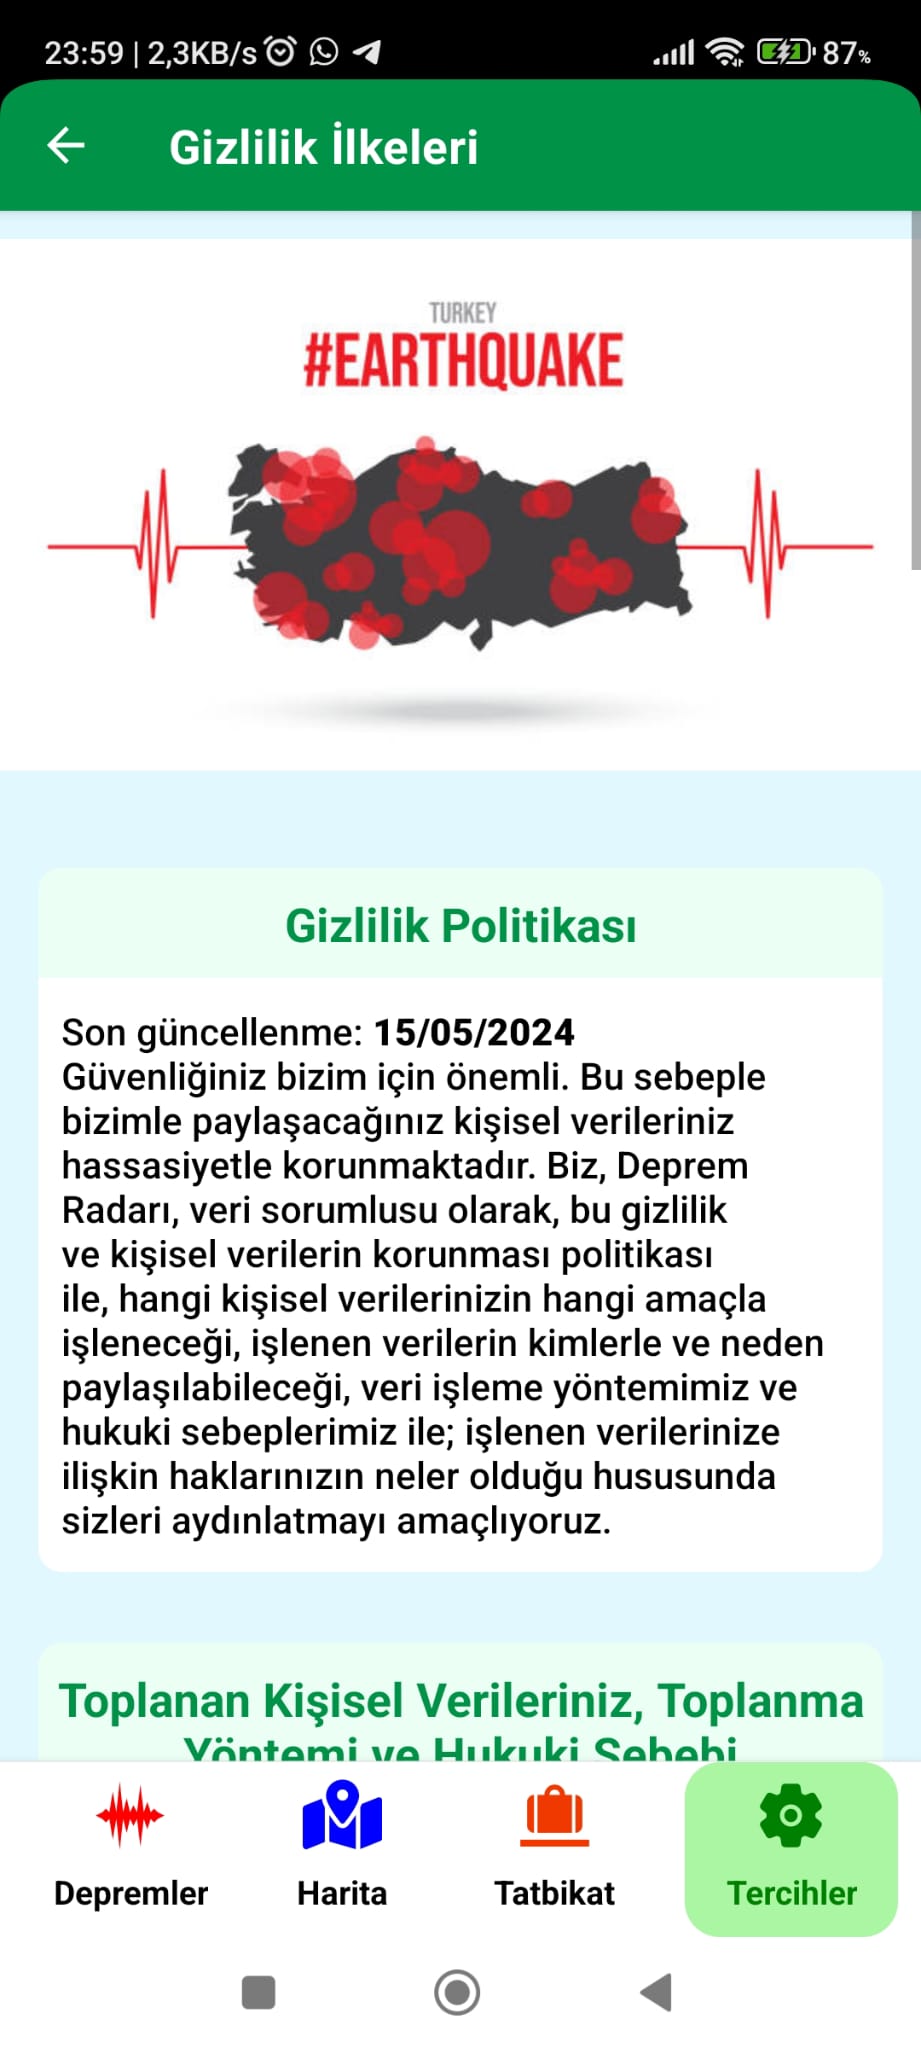 23:59 | 2,3KB/s 87%
Gizlilik İlkeleri
TURKEY
#EARTHQUAKE
Gizlilik Politikası
Son güncellenme: 15/05/2024
Güvenliğiniz bizim için önemli. Bu sebeple
bizimle paylaşacağınız kişisel verileriniz
hassasiyetle korunmaktadır. Biz, Deprem
Radarı, veri sorumlusu olarak, bu gizlilik
ve kişisel verilerin korunması politikası
ile, hangi kişisel verilerinizin hangi amaçla
işleneceği, işlenen verilerin kimlerle ve neden
paylaşılabileceği, veri işleme yöntemimiz ve
hukuki sebeplerimiz ile; işlenen verilerinize
ilişkin haklarınızın neler olduğu hususunda
sizleri aydınlatmayı amaçlıyoruz.
Toplanan Kişisel Verileriniz, Toplanma
Yöntemi ve Hukuki Sebebi
Depremler Harita Tatbikat Tercihler